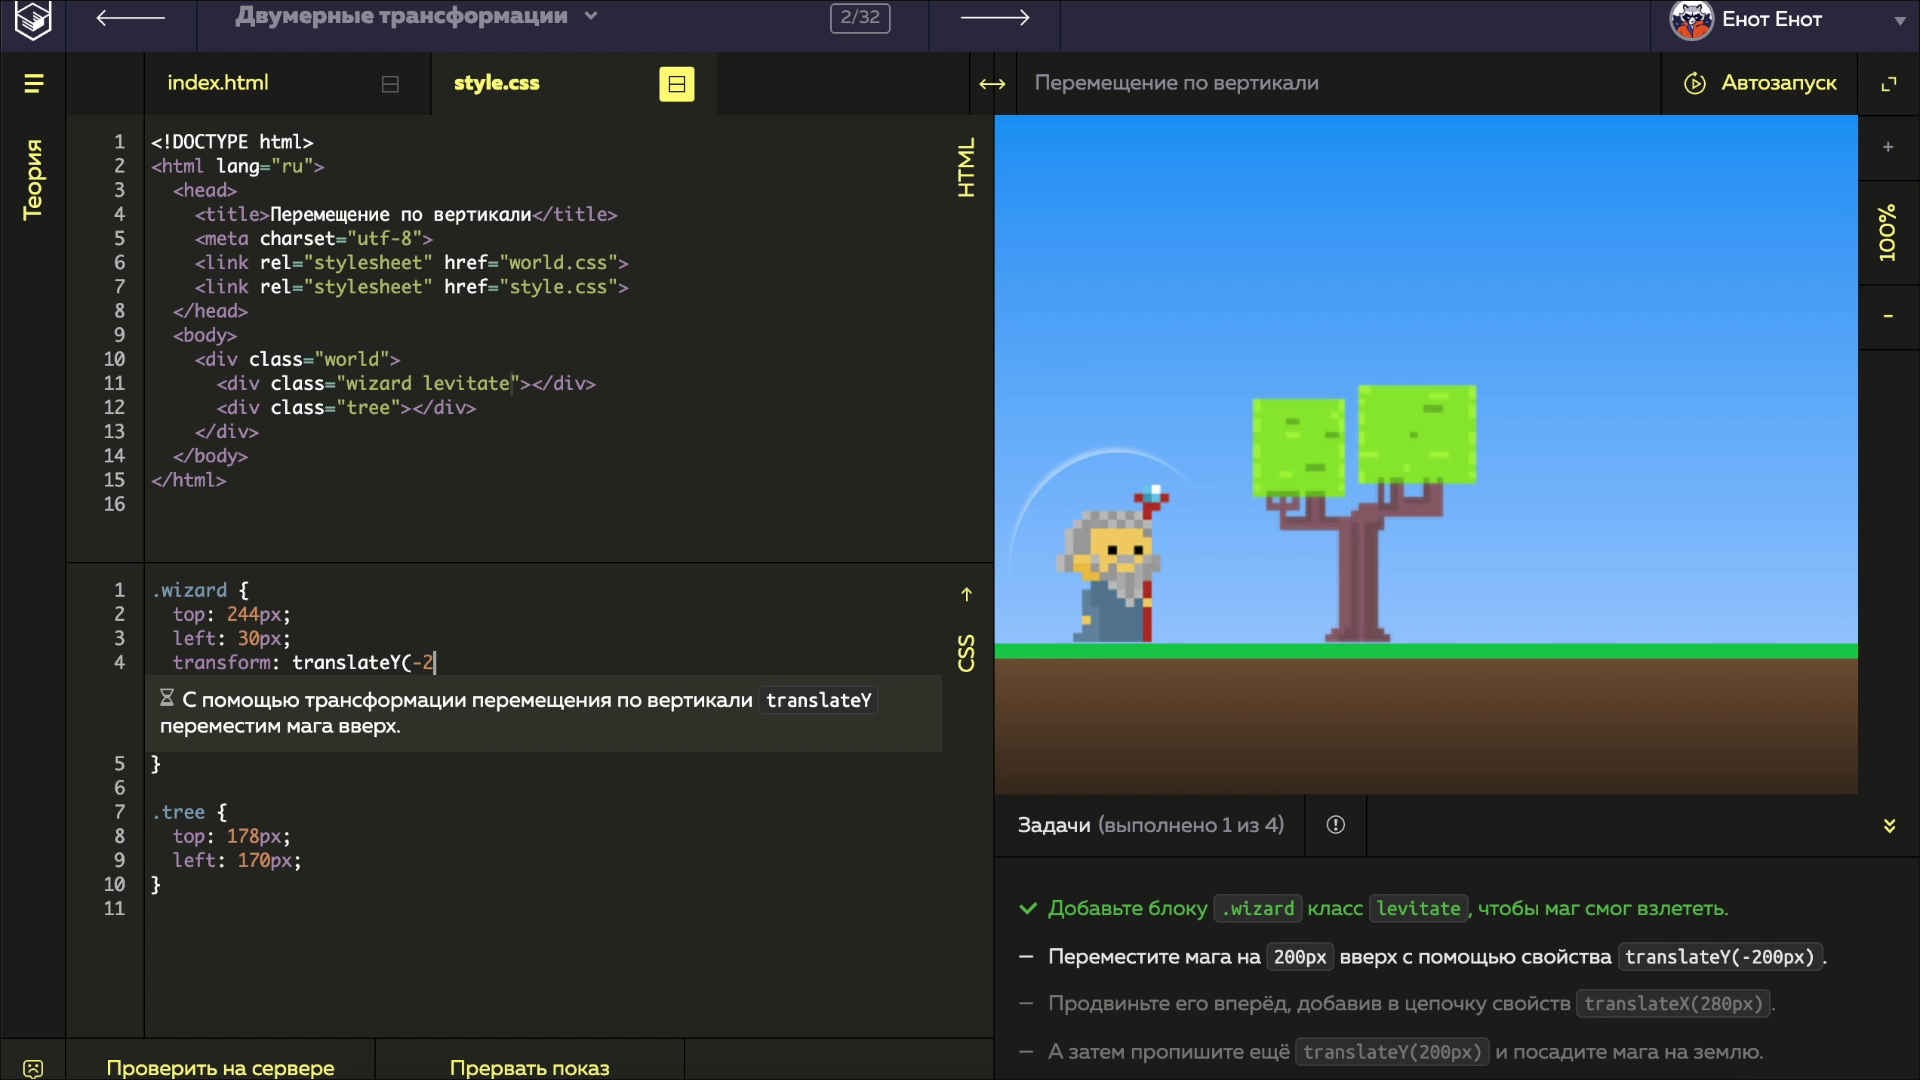 Двумерные трансформации
2/32
Енот Енот
index.html
style.css
Перемещение по вертикали
Автозапуск
Теория
HTML
1 <!DOCTYPE html>
2 <html lang="ru">
3 <head>
4 <title>Перемещение по вертикали</title>
5 <meta charset="utf-8">
6 <link rel="stylesheet" href="world.css">
7 <link rel="stylesheet" href="style.css">
8 </head>
9 <body>
10 <div class="world">
11 <div class="wizard levitate"></div>
12 <div class="tree"></div>
13 </div>
14 </body>
15 </html>
16
CSS
1 .wizard {
2 top: 244px;
3 left: 30px;
4 transform: translateY(-2
С помощью трансформации перемещения по вертикали translateY
переместим мага вверх.
5 }
6
7 .tree {
8 top: 178px;
9 left: 170px;
10 }
11
Проверить на сервере
Прервать показ
+
100%
-
Задачи (выполнено 1 из 4)
Добавьте блоку .wizard класс levitate, чтобы маг смог взлететь.
— Переместите мага на 200px вверх с помощью свойства translateY(-200px).
— Продвиньте его вперёд, добавив в цепочку свойств translateX(280px).
— А затем пропишите ещё translateY(200px) и посадите мага на землю.